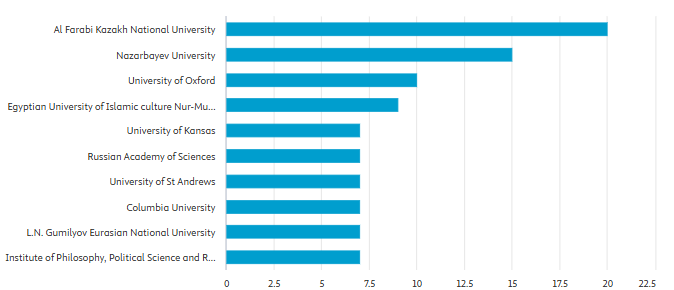 Al Farabi Kazakh National University
Nazarbayev University
University of Oxford
Egyptian University of Islamic culture Nur-Mu...
University of Kansas
Russian Academy of Sciences
University of St Andrews
Columbia University
L.N. Gumilyov Eurasian National University
Institute of Philosophy, Political Science and R...
0 2.5 5 7.5 10 12.5 15 17.5 20 22.5